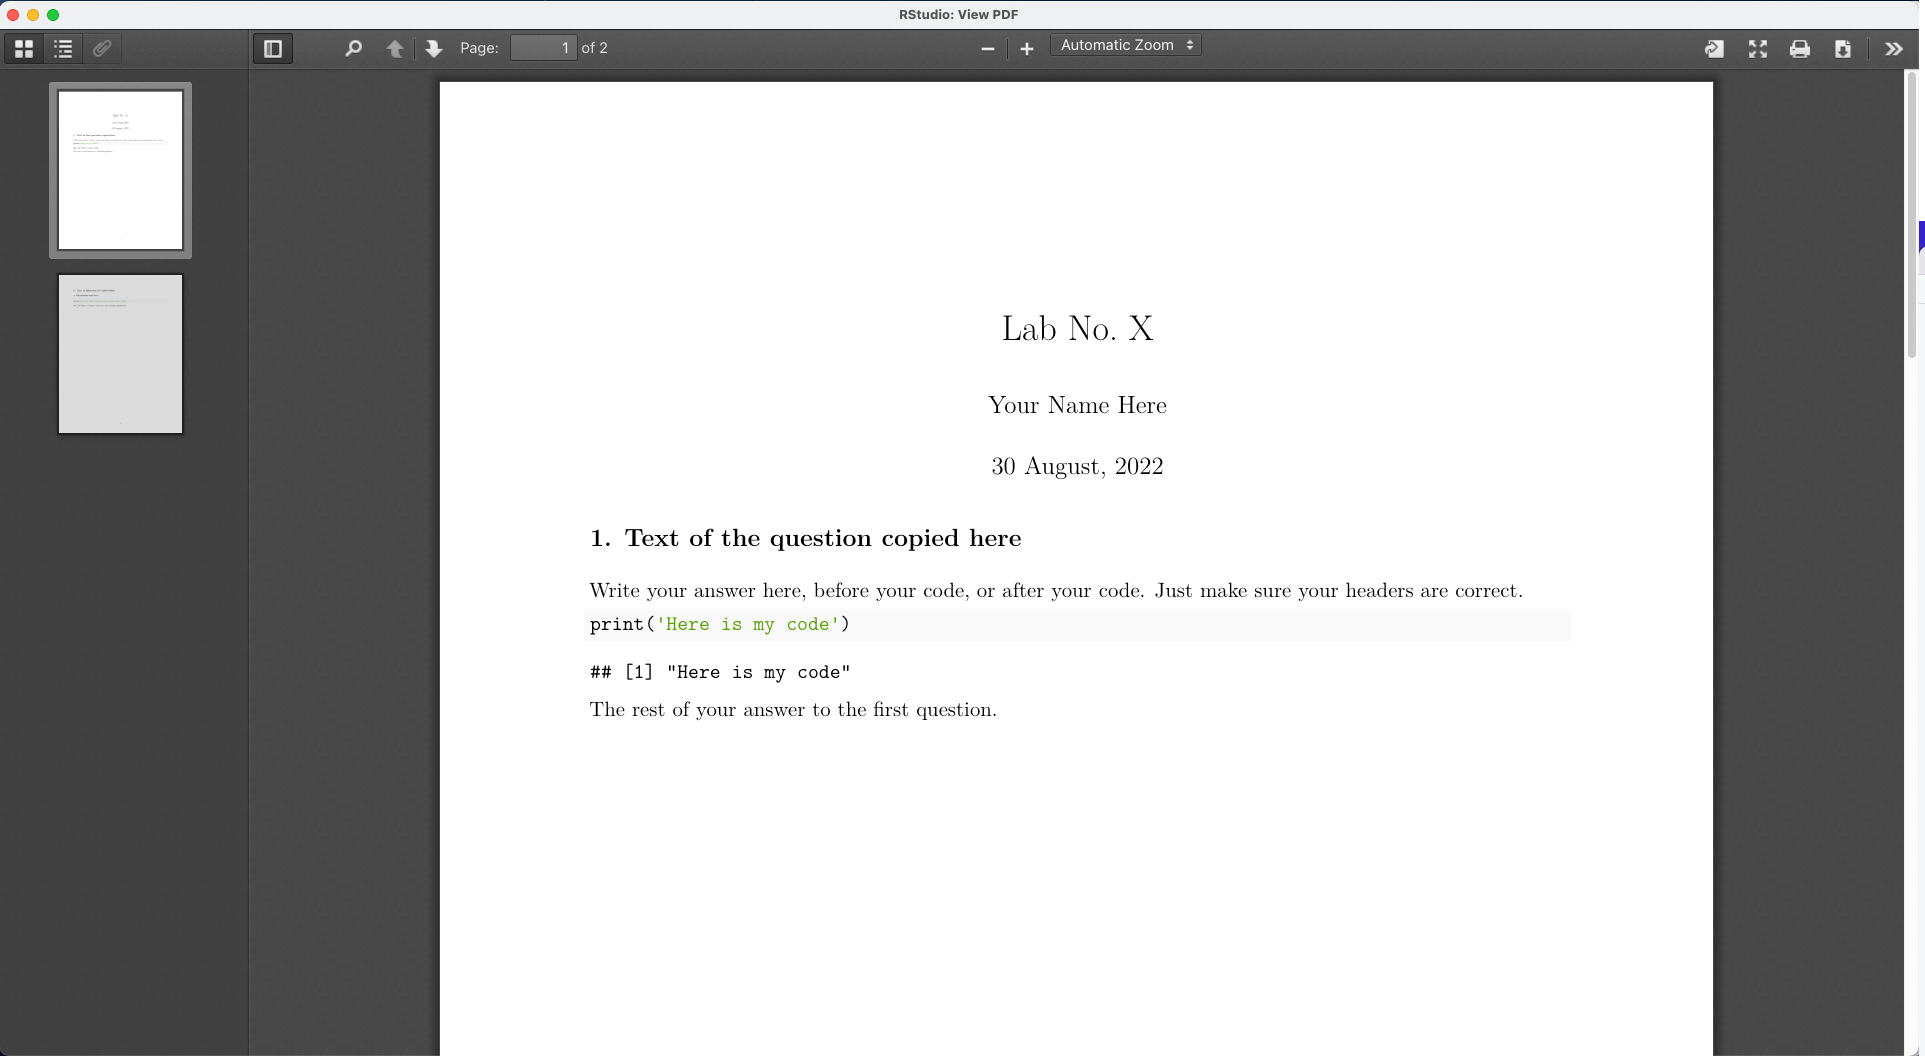 RStudio: View PDF
Page: 1 of 2
Automatic Zoom
Lab No. X
Your Name Here
30 August, 2022
1. Text of the question copied here
Write your answer here, before your code, or after your code. Just make sure your headers are correct.
print('Here is my code')
## [1] "Here is my code"
The rest of your answer to the first question.